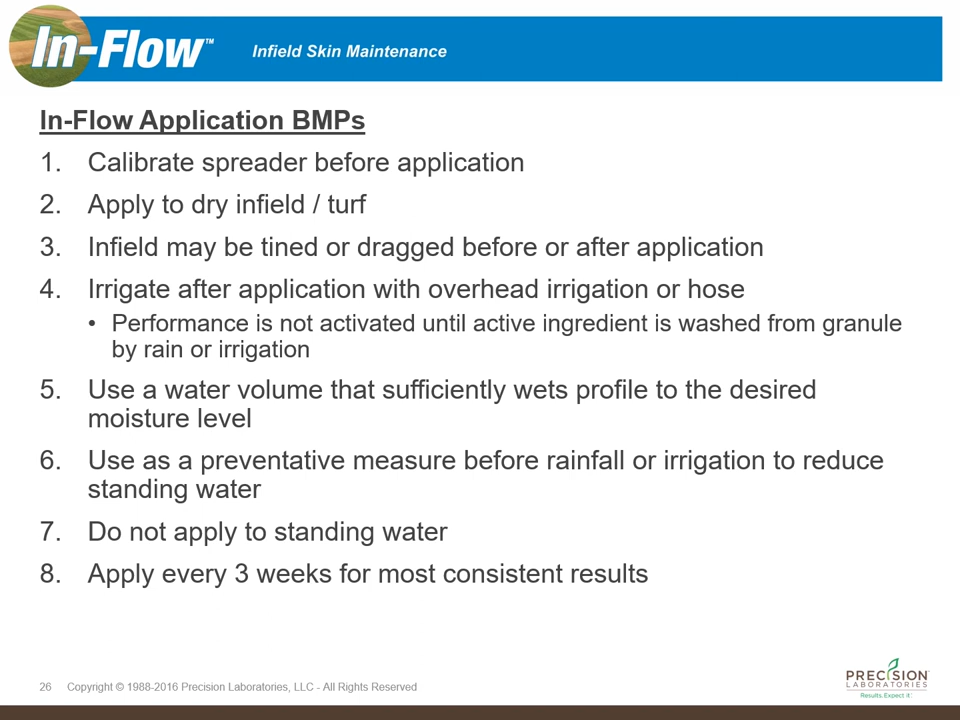 In-Flow™
Infield Skin Maintenance
In-Flow Application BMPs
1. Calibrate spreader before application
2. Apply to dry infield / turf
3. Infield may be tined or dragged before or after application
4. Irrigate after application with overhead irrigation or hose
• Performance is not activated until active ingredient is washed from granule
by rain or irrigation
5. Use a water volume that sufficiently wets profile to the desired
moisture level
6. Use as a preventative measure before rainfall or irrigation to reduce
standing water
7. Do not apply to standing water
8. Apply every 3 weeks for most consistent results
26 Copyright © 1988-2016 Precision Laboratories, LLC - All Rights Reserved
PRECISION
LABORATORIES
Results. Expect it.